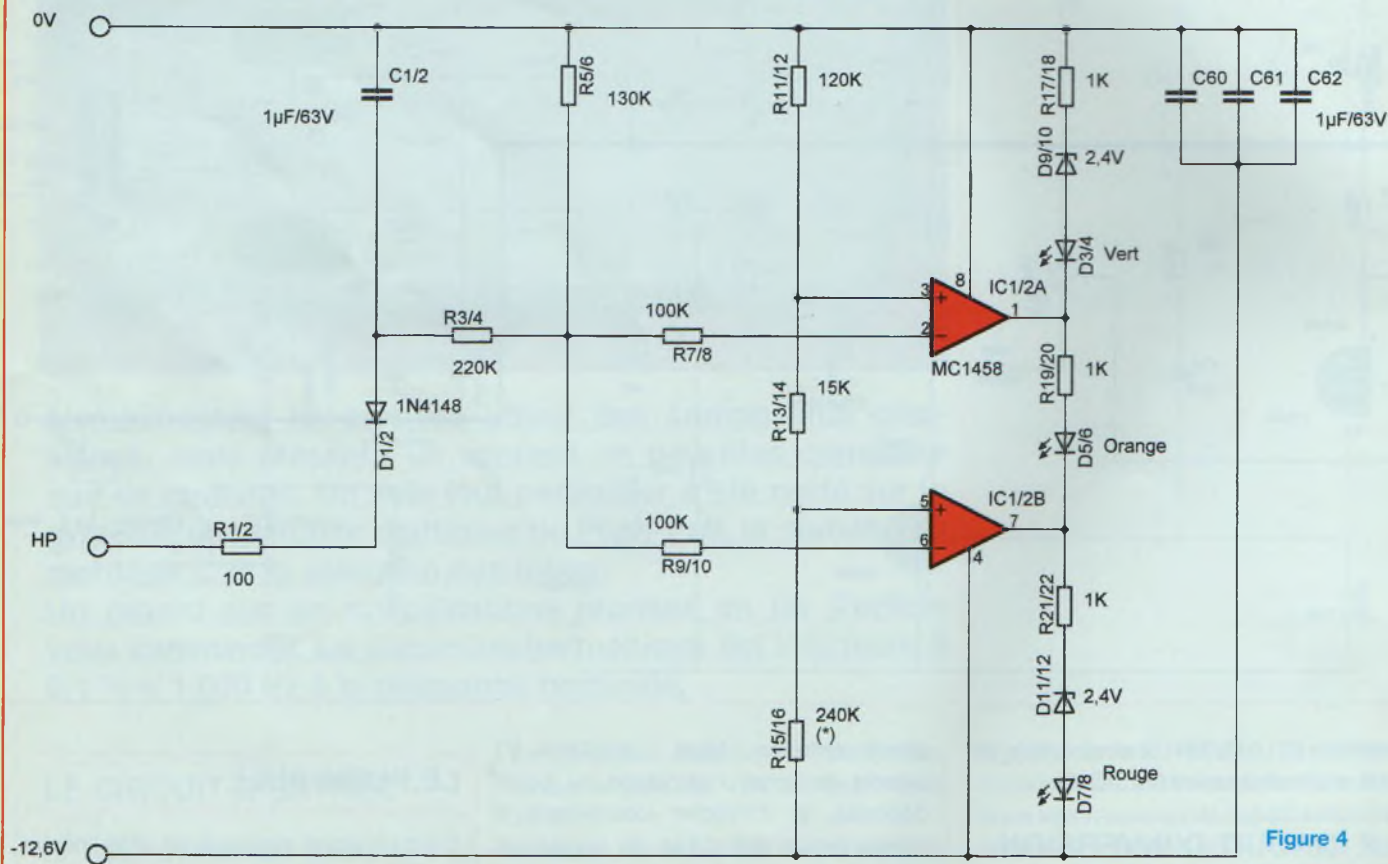 0V
C1/2
1µF/63V
R5/6
130K
R11/12
120K
R17/18
1K
C60
C61
C62
1µF/63V
D9/10
2,4V
D3/4
Vert
R3/4
220K
100K
R7/8
3
+
2
-
8
1
IC1/2A
MC1458
R19/20
1K
15K
R13/14
1N4148
D1/2
D5/6
Orange
HP
R1/2
100
100K
R9/10
5
+
6
-
7
4
IC1/2B
R21/22
1K
D11/12
2,4V
R15/16
240K
(*)
Rouge
D7/8
-12,6V
Figure 4